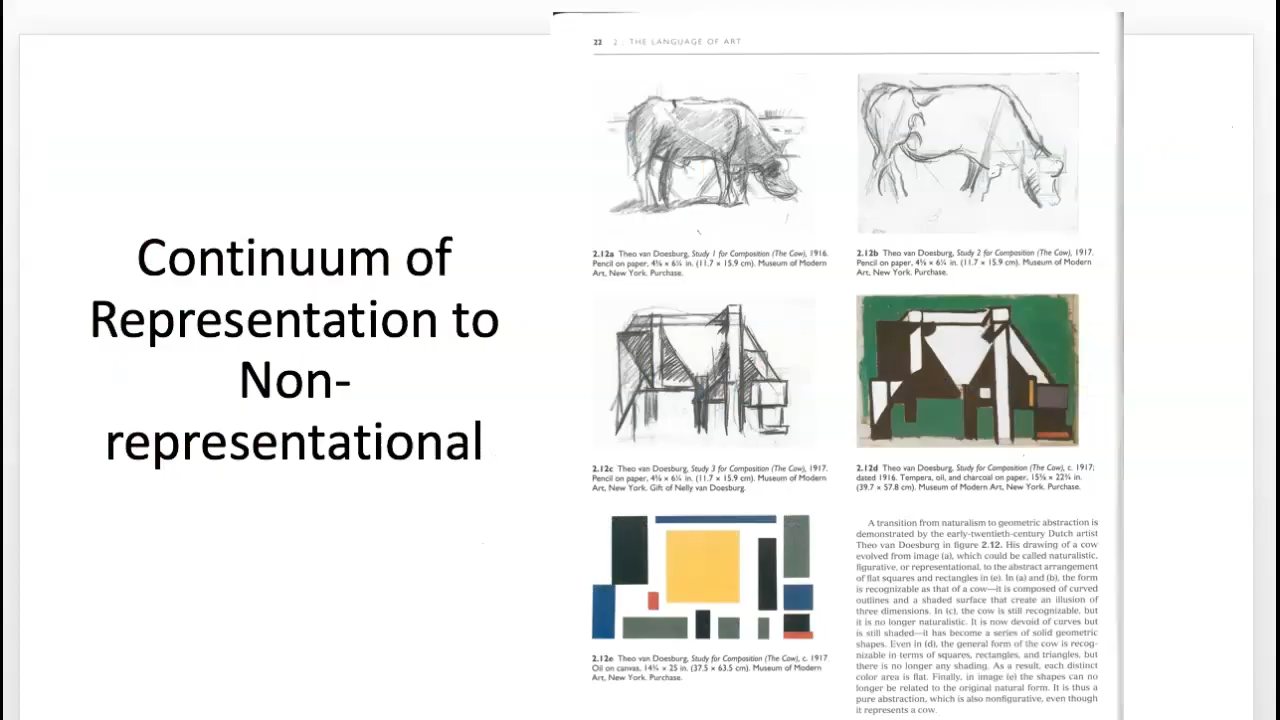 Continuum of
Representation to
Non-
representational
22 2 : THE LANGUAGE OF ART
2.12a Theo van Doesburg, Study 1 for Composition (The Cow), 1916.
Pencil on paper, 4⅝ × 6¼ in. (11.7 × 15.9 cm). Museum of Modern
Art, New York. Purchase.
2.12b Theo van Doesburg, Study 2 for Composition (The Cow), 1917.
Pencil on paper, 4⅝ × 6¼ in. (11.7 × 15.9 cm). Museum of Modern
Art, New York. Purchase.
2.12c Theo van Doesburg, Study 3 for Composition (The Cow), 1917.
Pencil on paper, 4⅝ × 6¼ in. (11.7 × 15.9 cm). Museum of Modern
Art, New York. Gift of Nelly van Doesburg.
2.12d Theo van Doesburg, Study for Composition (The Cow), c. 1917;
dated 1916. Tempera, oil, and charcoal on paper, 15⅝ × 22¾ in.
(39.7 × 57.8 cm). Museum of Modern Art, New York. Purchase.
2.12e Theo van Doesburg, Study for Composition (The Cow), c. 1917
Oil on canvas, 14¾ × 25 in. (37.5 × 63.5 cm). Museum of Modern
Art, New York. Purchase.
A transition from naturalism to geometric abstraction is
demonstrated by the early-twentieth-century Dutch artist
Theo van Doesburg in figure 2.12. His drawing of a cow
evolved from image (a), which could be called naturalistic,
figurative, or representational, to the abstract arrangement
of flat squares and rectangles in (e). In (a) and (b), the form
is recognizable as that of a cow—it is composed of curved
outlines and a shaded surface that create an illusion of
three dimensions. In (c), the cow is still recognizable, but
it is no longer naturalistic. It is now devoid of curves but
is still shaded—it has become a series of solid geometric
shapes. Even in (d), the general form of the cow is recog-
nizable in terms of squares, rectangles, and triangles, but
there is no longer any shading. As a result, each distinct
color area is flat. Finally, in image (e) the shapes can no
longer be related to the original natural form. It is thus a
pure abstraction, which is also nonfigurative, even though
it represents a cow.